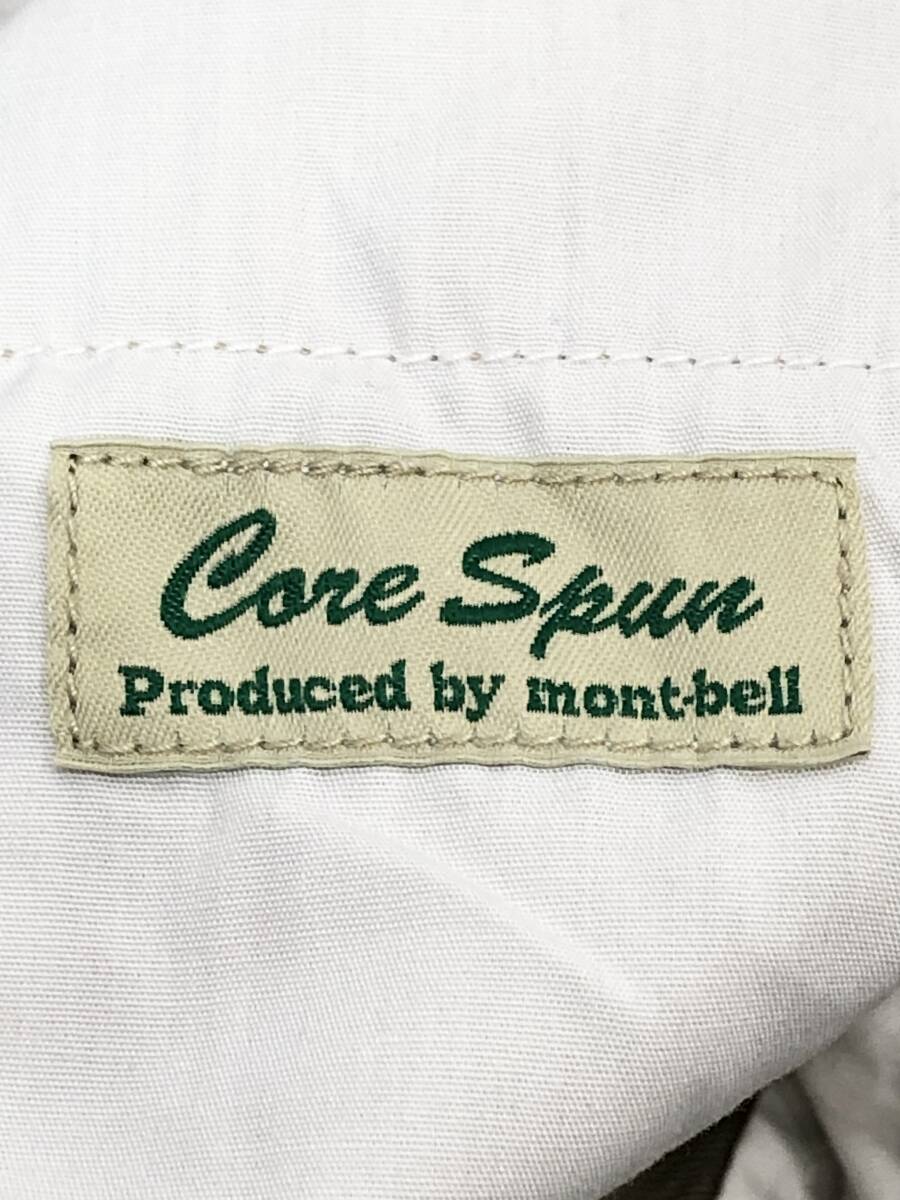 Core Spun
Produced by mont-bell